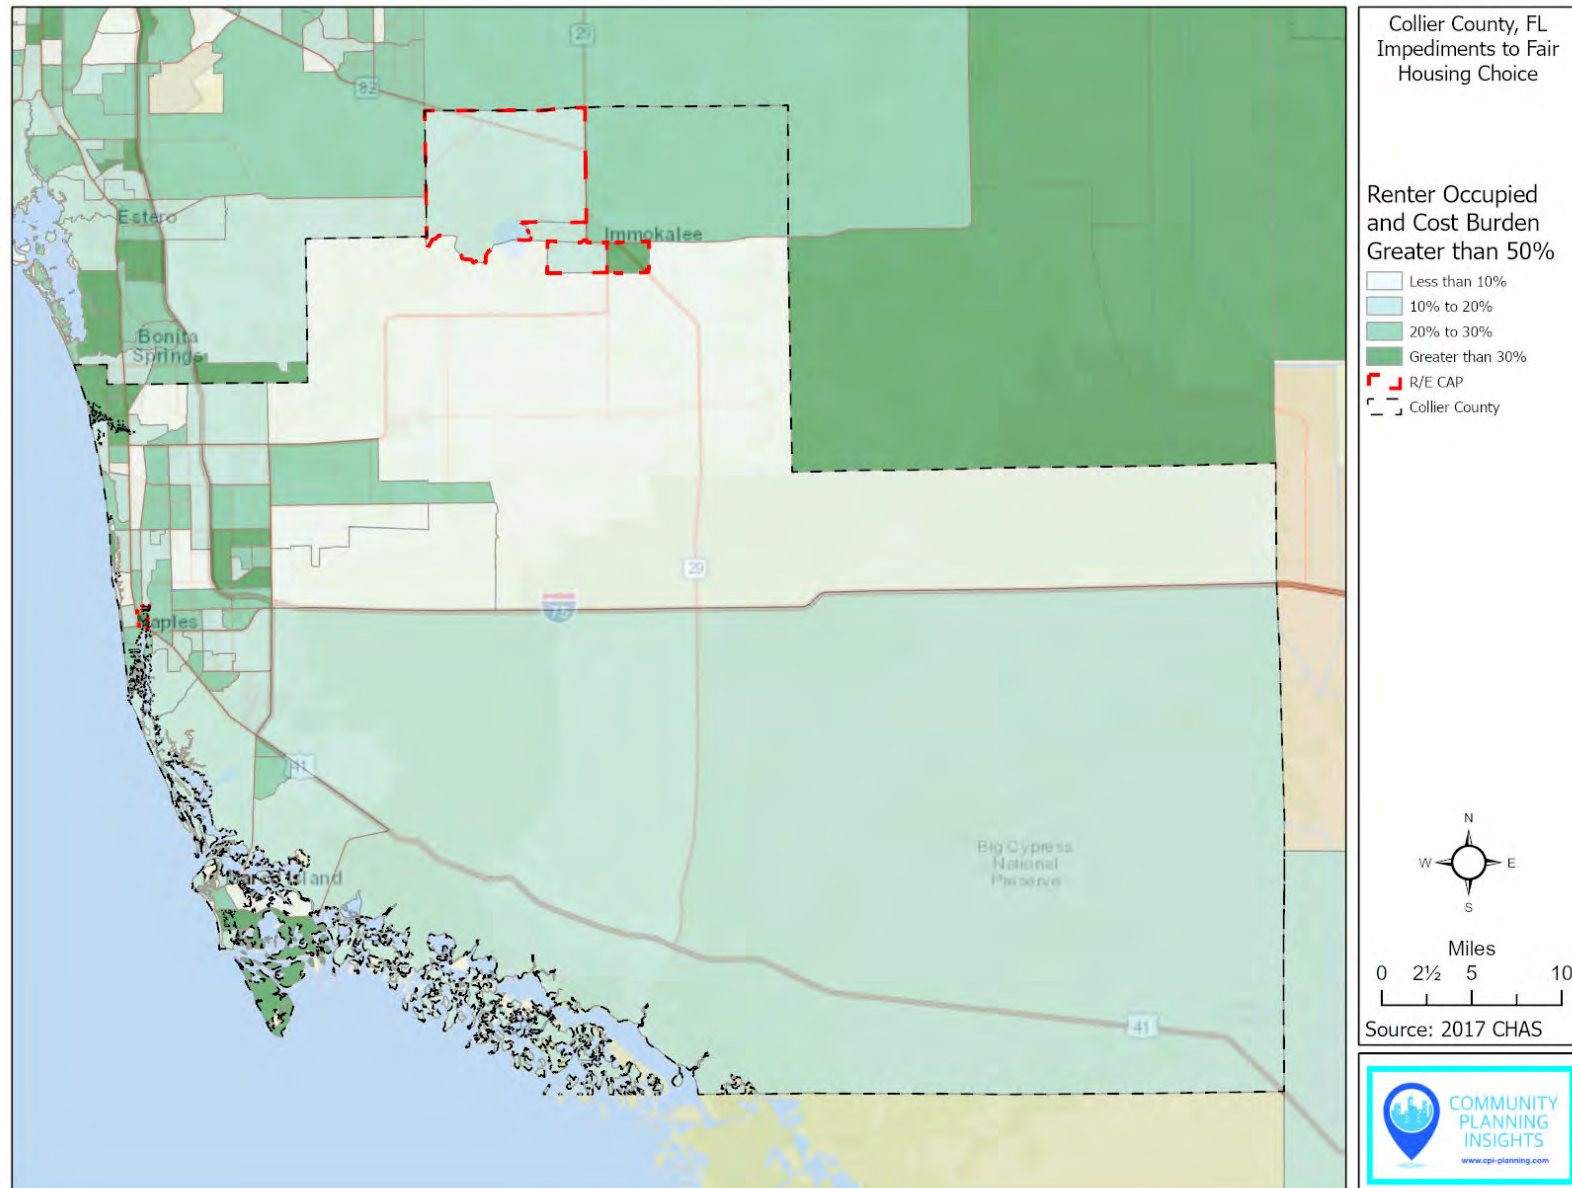 Collier County, FL
Impediments to Fair
Housing Choice
Renter Occupied
and Cost Burden
Greater than 50%
Less than 10%
10% to 20%
20% to 30%
Greater than 30%
R/E CAP
Collier County
29
82
Estero
Immokalee
Bonita
Springs
29
75
Naples
41
Big Cypress
National
Preserve
Island
41
N
W
E
S
Miles
0 2½ 5 10
Source: 2017 CHAS
COMMUNITY
PLANNING
INSIGHTS
www.cpi-planning.com